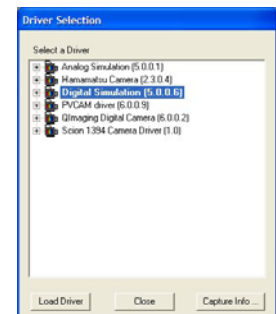 Driver Selection
Select a Driver
Analog Simulation (5.0.0.1)
Hamamatsu Camera (2.3.0.4)
Digital Simulation (5.0.0.6)
PVCAM driver (6.0.0.9)
QImaging Digital Camera (6.0.0.2)
Scion 1394 Camera Driver (1.0)
Load Driver Close Capture Info ...